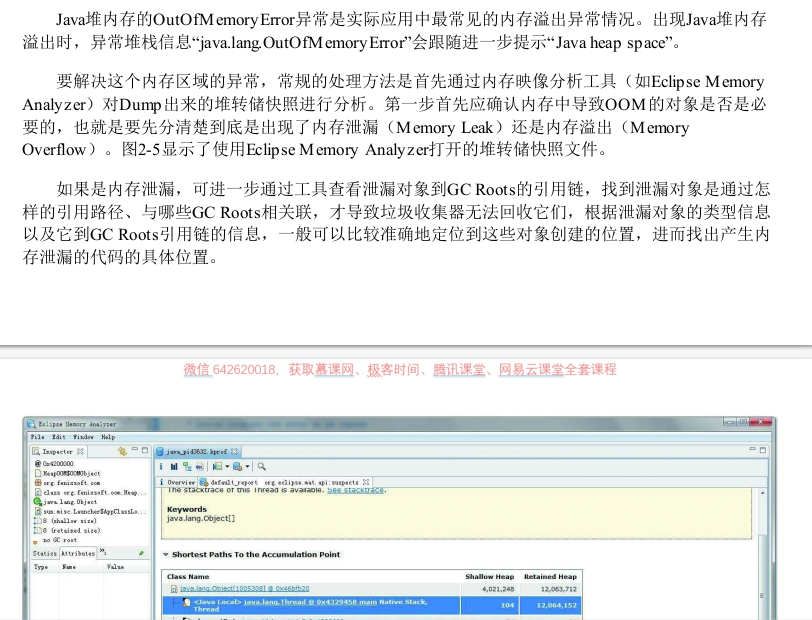 Java堆内存的OutOfMemoryError异常是实际应用中最常见的内存溢出异常情况。出现Java堆内存
溢出时，异常堆栈信息“java.lang.OutOfMemoryError”会跟随进一步提示“Java heap space”。
要解决这个内存区域的异常，常规的处理方法是首先通过内存映像分析工具（如Eclipse Memory
Analyzer）对Dump出来的堆转储快照进行分析。第一步首先应确认内存中导致OOM的对象是否是必
要的，也就是要先分清楚到底是出现了内存泄漏（Memory Leak）还是内存溢出（Memory
Overflow）。图2-5显示了使用Eclipse Memory Analyzer打开的堆转储快照文件。
如果是内存泄漏，可进一步通过工具查看泄漏对象到GC Roots的引用链，找到泄漏对象是通过怎
样的引用路径、与哪些GC Roots相关联，才导致垃圾收集器无法回收它们，根据泄漏对象的类型信息
以及它到GC Roots引用链的信息，一般可以比较准确地定位到这些对象创建的位置，进而找出产生内
存泄漏的代码的具体位置。
微信 642620018，获取慕课网、极客时间、腾讯课堂、网易云课堂全套课程
Eclipse Memory Analyzer
File Edit Window Help
Inspector
java_pid3632.hprof
0x4200000
HeapOOM$OOMObject
org.fenixsoft.oom
class org.fenixsoft.oom.Heap...
java.lang.Object
sun.misc.Launcher$AppClassLo...
8 (shallow size)
8 (retained size)
no GC root
Statics Attributes
Type Name Value
i Overview default_report org.eclipse.mat.api:suspects
The stacktrace of this Thread is available. See stacktrace.
Keywords
java.lang.Object[]
Shortest Paths To the Accumulation Point
Class Name Shallow Heap Retained Heap
java.lang.Object[1005308] @ 0x46bfb20 4,021,248 12,063,712
<Java Local> java.lang.Thread @ 0x4329458 main Native Stack, 104 12,064,152
Thread